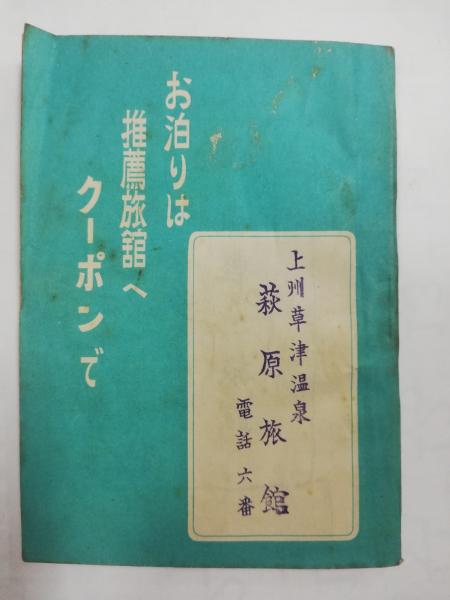 お泊りは
推薦旅舘へ
クーポンで
上州草津温泉
萩原旅館
電話六番